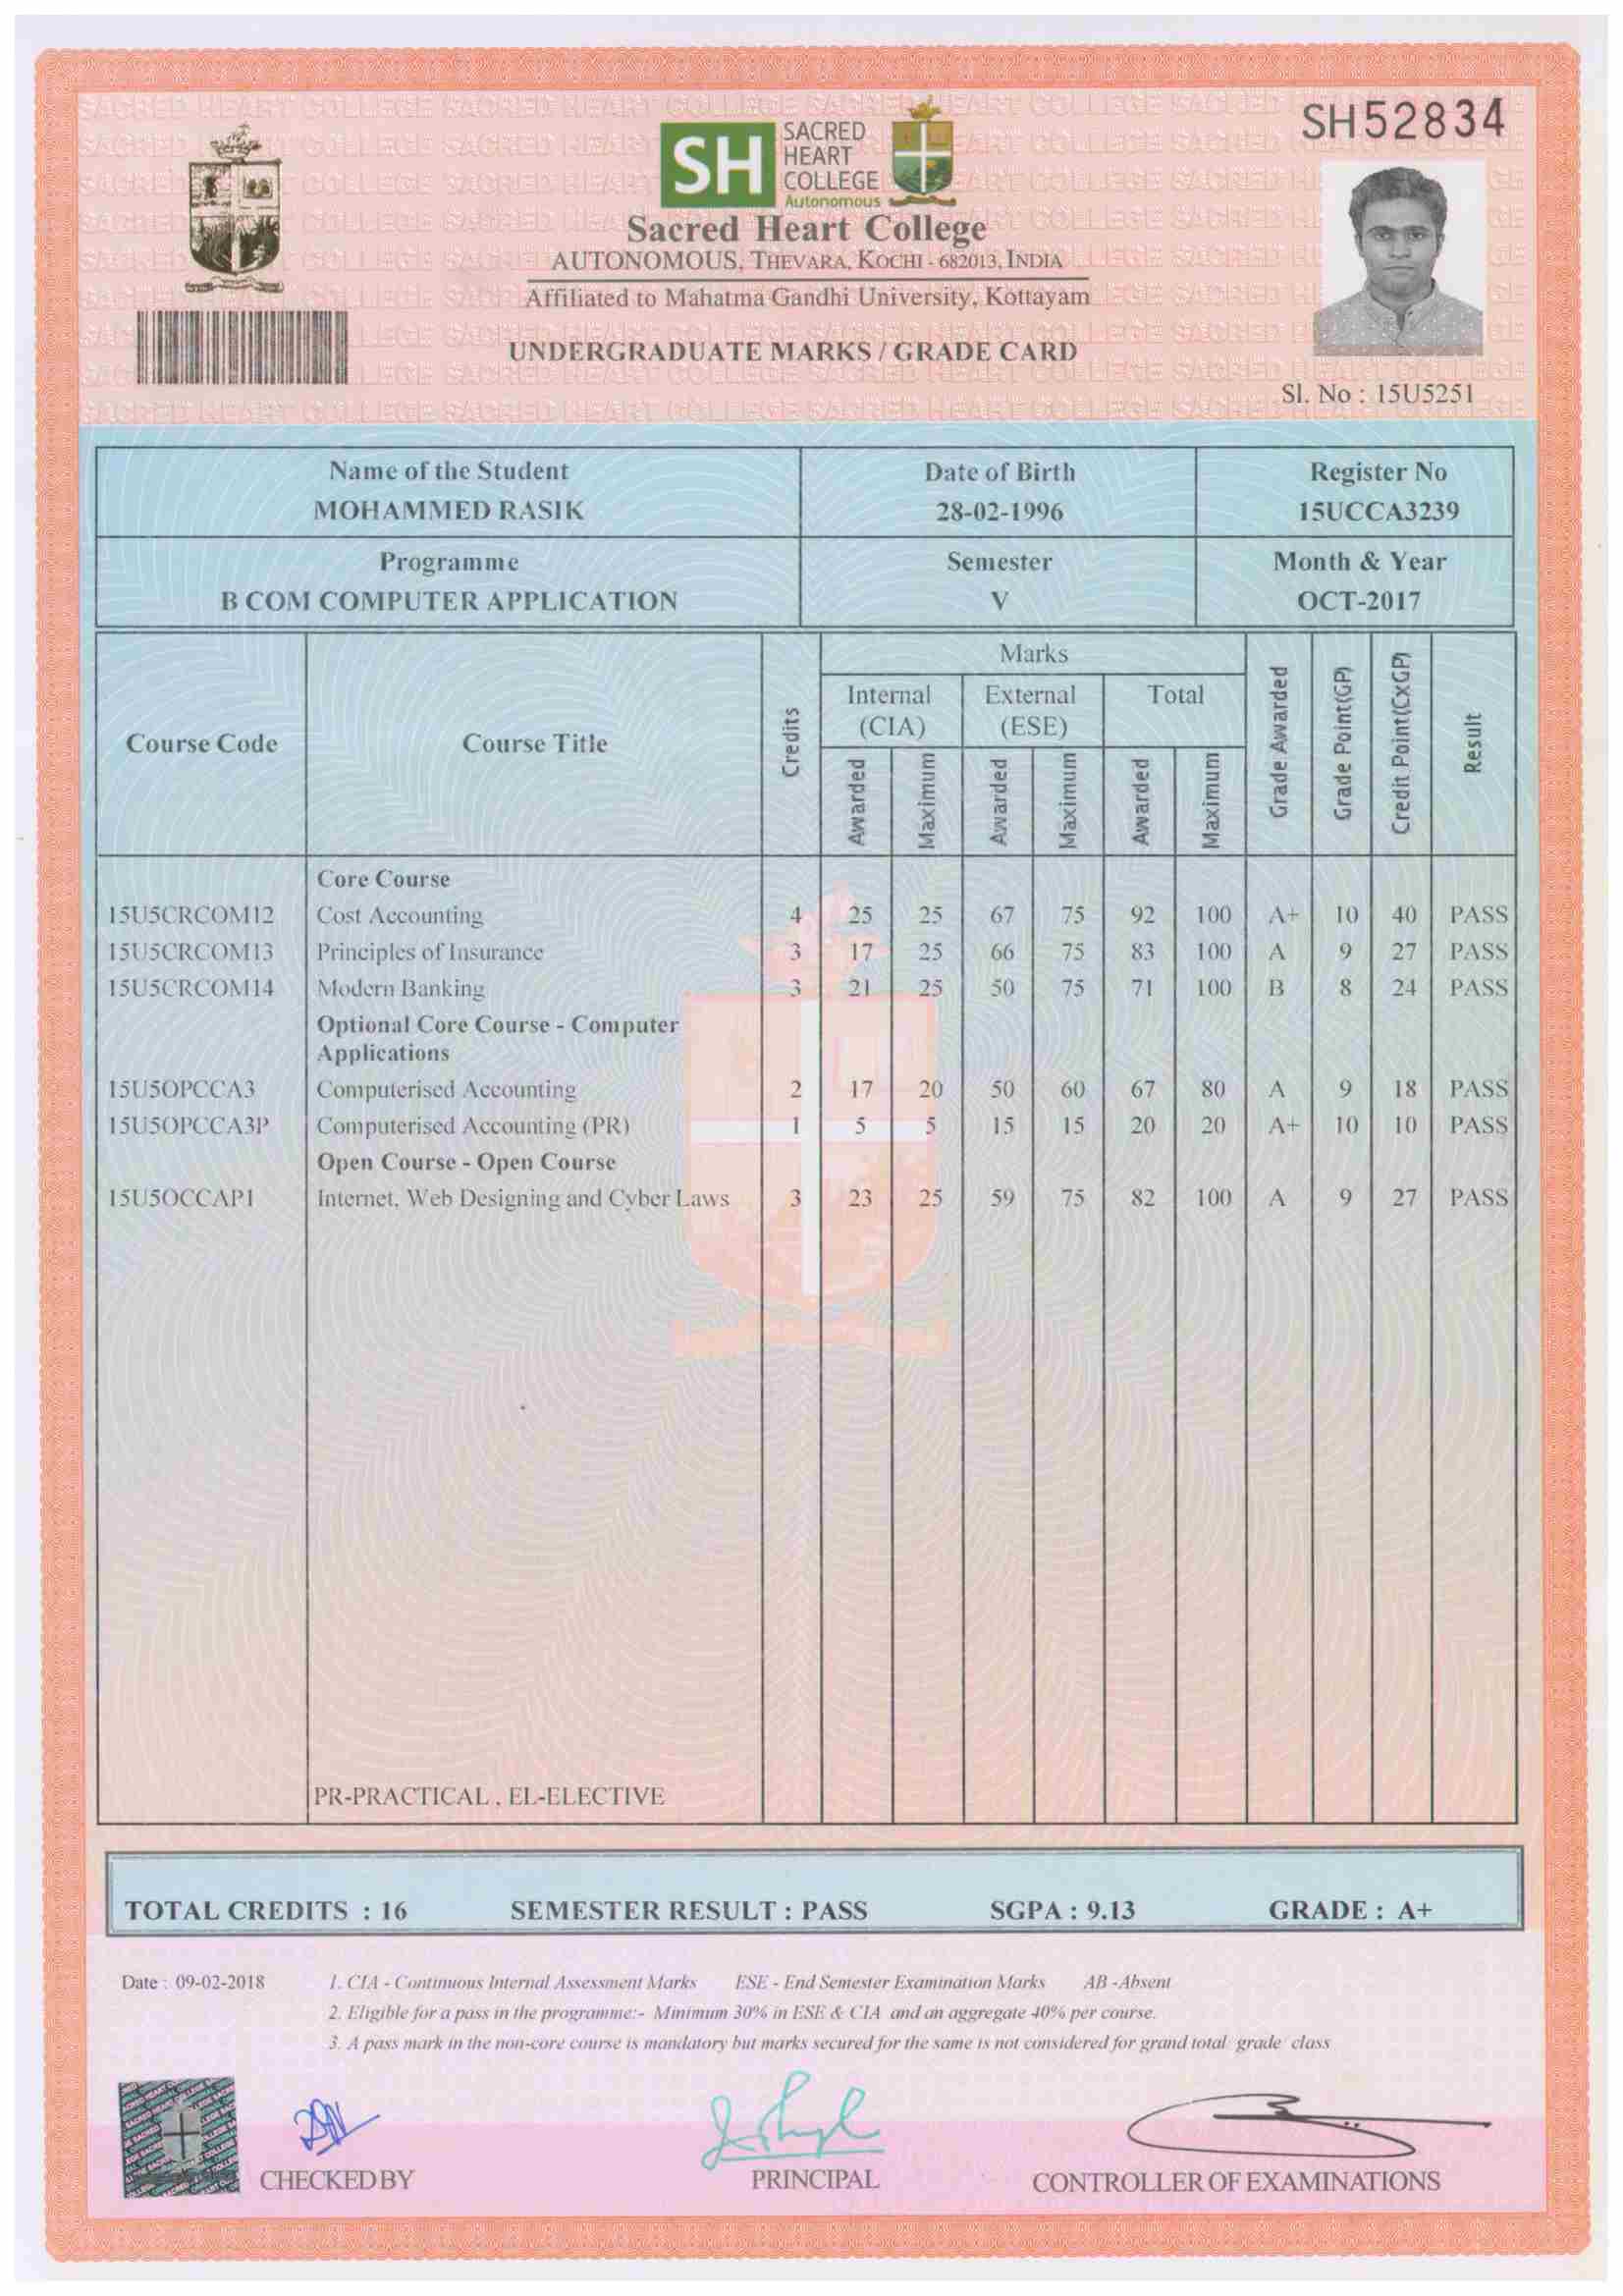 SH52834
SH SACRED HEART COLLEGE Autonomous
Sacred Heart College
AUTONOMOUS, THEVARA, KOCHI - 682013, INDIA
Affiliated to Mahatma Gandhi University, Kottayam
UNDERGRADUATE MARKS / GRADE CARD
Sl. No : 15U5251
Name of the Student Date of Birth Register No
MOHAMMED RASIK 28-02-1996 15UCCA3239
Programme Semester Month & Year
B COM COMPUTER APPLICATION V OCT-2017
Course Code Course Title Credits Marks Grade Awarded Grade Point(GP) Credit Point(CxGP) Result
Internal (CIA) External (ESE) Total
Awarded Maximum Awarded Maximum Awarded Maximum
Core Course
15U5CRCOM12 Cost Accounting 4 25 25 67 75 92 100 A+ 10 40 PASS
15U5CRCOM13 Principles of Insurance 3 17 25 66 75 83 100 A 9 27 PASS
15U5CRCOM14 Modern Banking 3 21 25 50 75 71 100 B 8 24 PASS
Optional Core Course - Computer
Applications
15U5OPCCA3 Computerised Accounting 2 17 20 50 60 67 80 A 9 18 PASS
15U5OPCCA3P Computerised Accounting (PR) 1 5 5 15 15 20 20 A+ 10 10 PASS
Open Course - Open Course
15U5OCCAP1 Internet, Web Designing and Cyber Laws 3 23 25 59 75 82 100 A 9 27 PASS
PR-PRACTICAL , EL-ELECTIVE
TOTAL CREDITS : 16 SEMESTER RESULT : PASS SGPA : 9.13 GRADE : A+
Date : 09-02-2018 1. CIA - Continuous Internal Assessment Marks ESE - End Semester Examination Marks AB -Absent
2. Eligible for a pass in the programme:- Minimum 30% in ESE & CIA and an aggregate 40% per course.
3. A pass mark in the non-core course is mandatory but marks secured for the same is not considered for grand total/ grade/ class
CHECKED BY PRINCIPAL CONTROLLER OF EXAMINATIONS